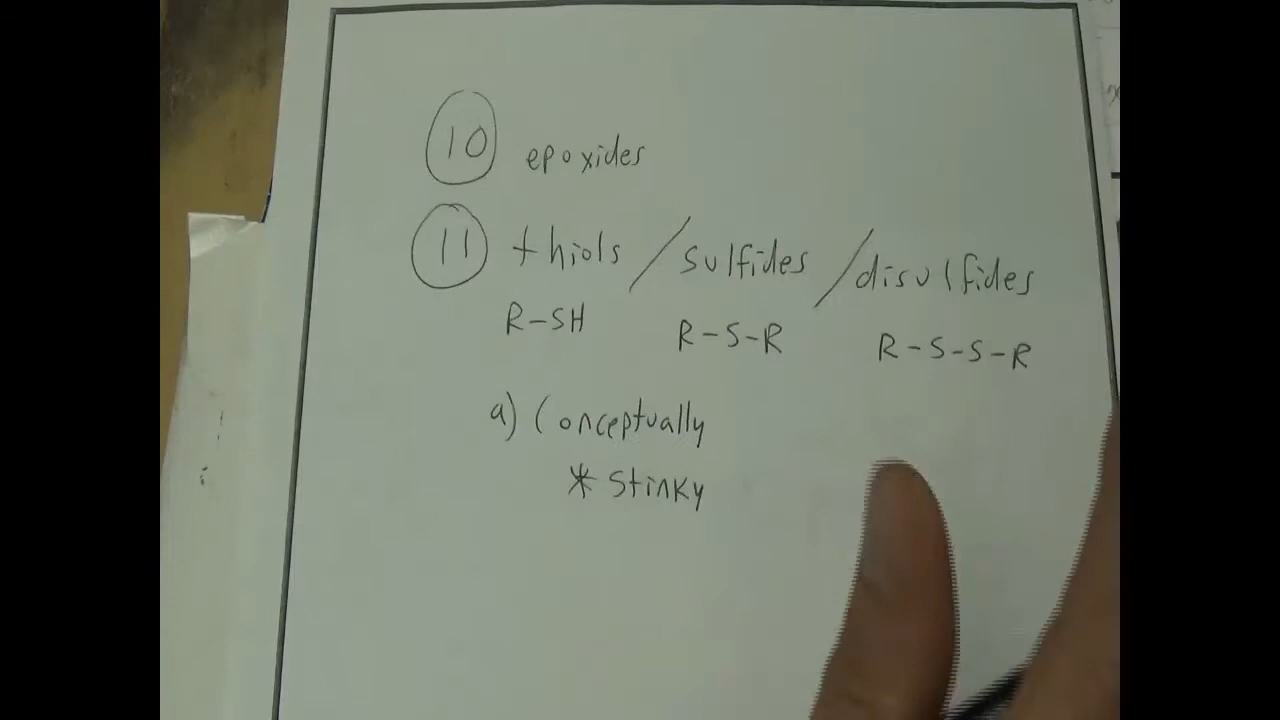 10 epoxides
11 thiols / sulfides / disulfides
R-SH R-S-R R-S-S-R
a) Conceptually
* Stinky